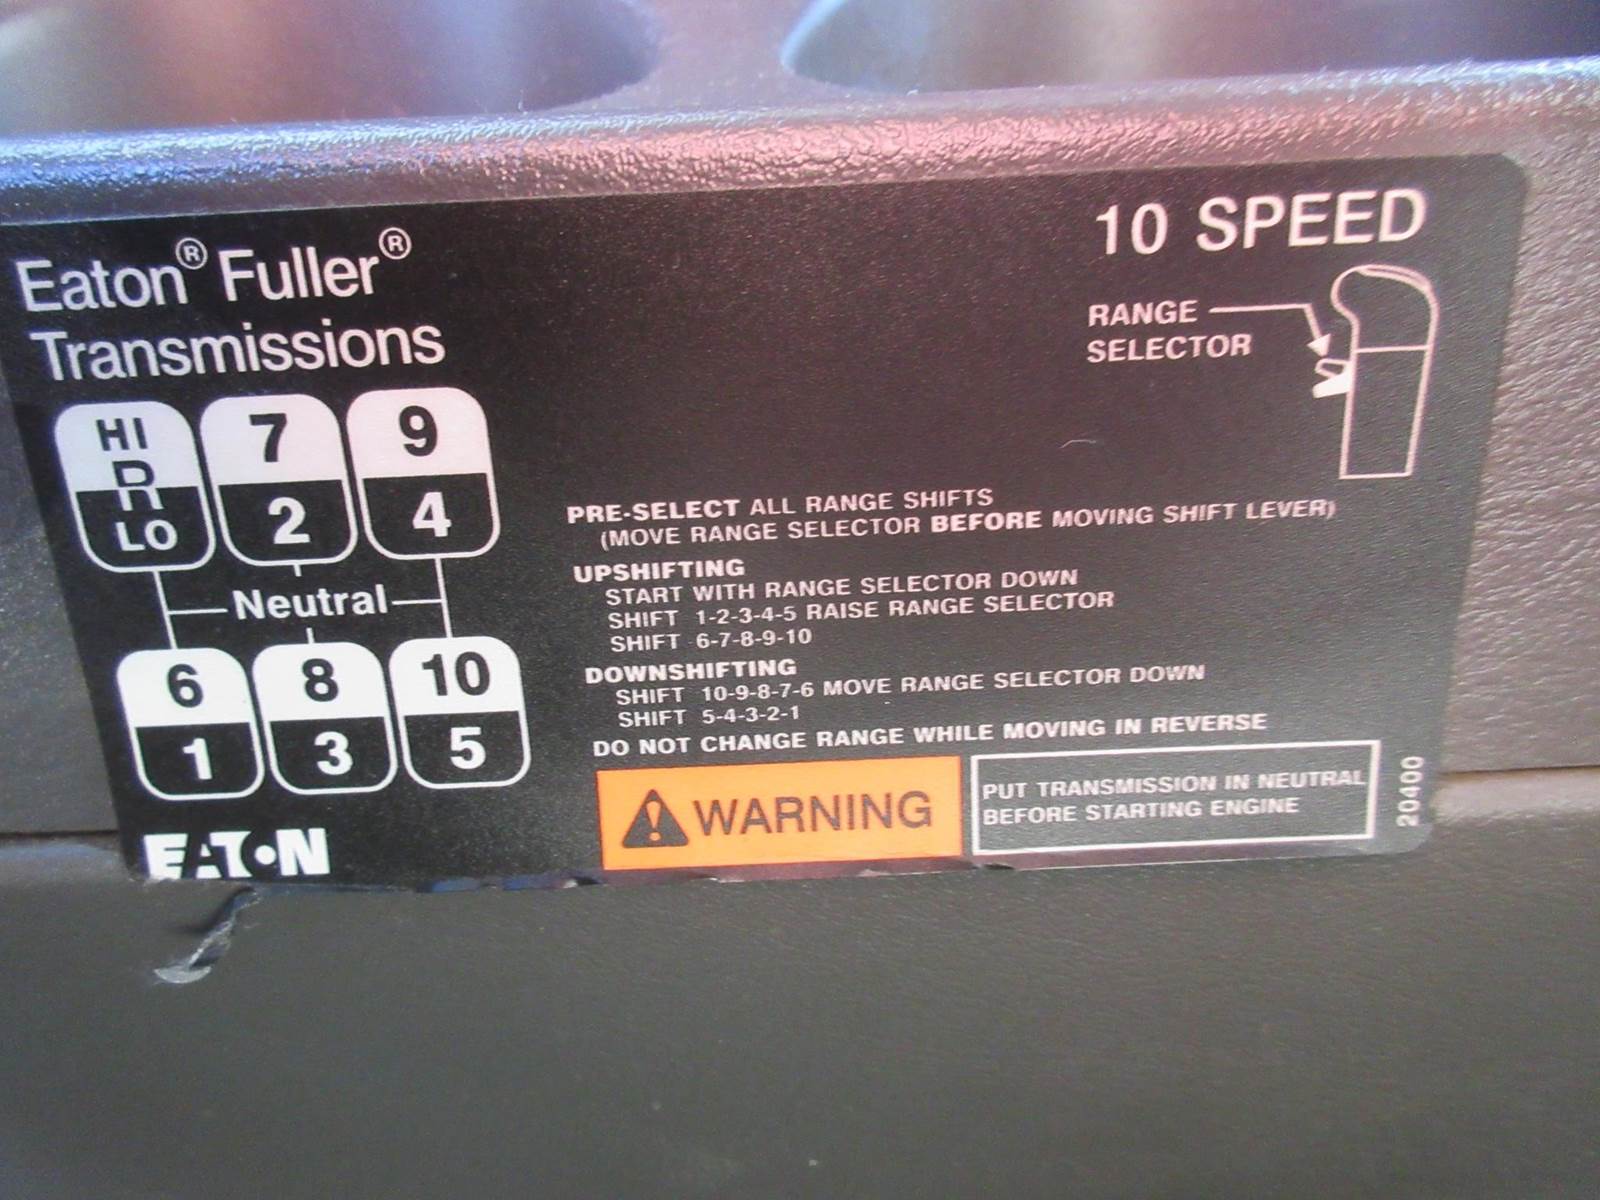 Eaton® Fuller®
Transmissions
10 SPEED
RANGE
SELECTOR
HI
R
LO
7
2
9
4
Neutral
6
1
8
3
10
5
EATON
PRE-SELECT ALL RANGE SHIFTS
(MOVE RANGE SELECTOR BEFORE MOVING SHIFT LEVER)
UPSHIFTING
START WITH RANGE SELECTOR DOWN
SHIFT 1-2-3-4-5 RAISE RANGE SELECTOR
SHIFT 6-7-8-9-10
DOWNSHIFTING
SHIFT 10-9-8-7-6 MOVE RANGE SELECTOR DOWN
SHIFT 5-4-3-2-1
DO NOT CHANGE RANGE WHILE MOVING IN REVERSE
WARNING
PUT TRANSMISSION IN NEUTRAL
BEFORE STARTING ENGINE
20400